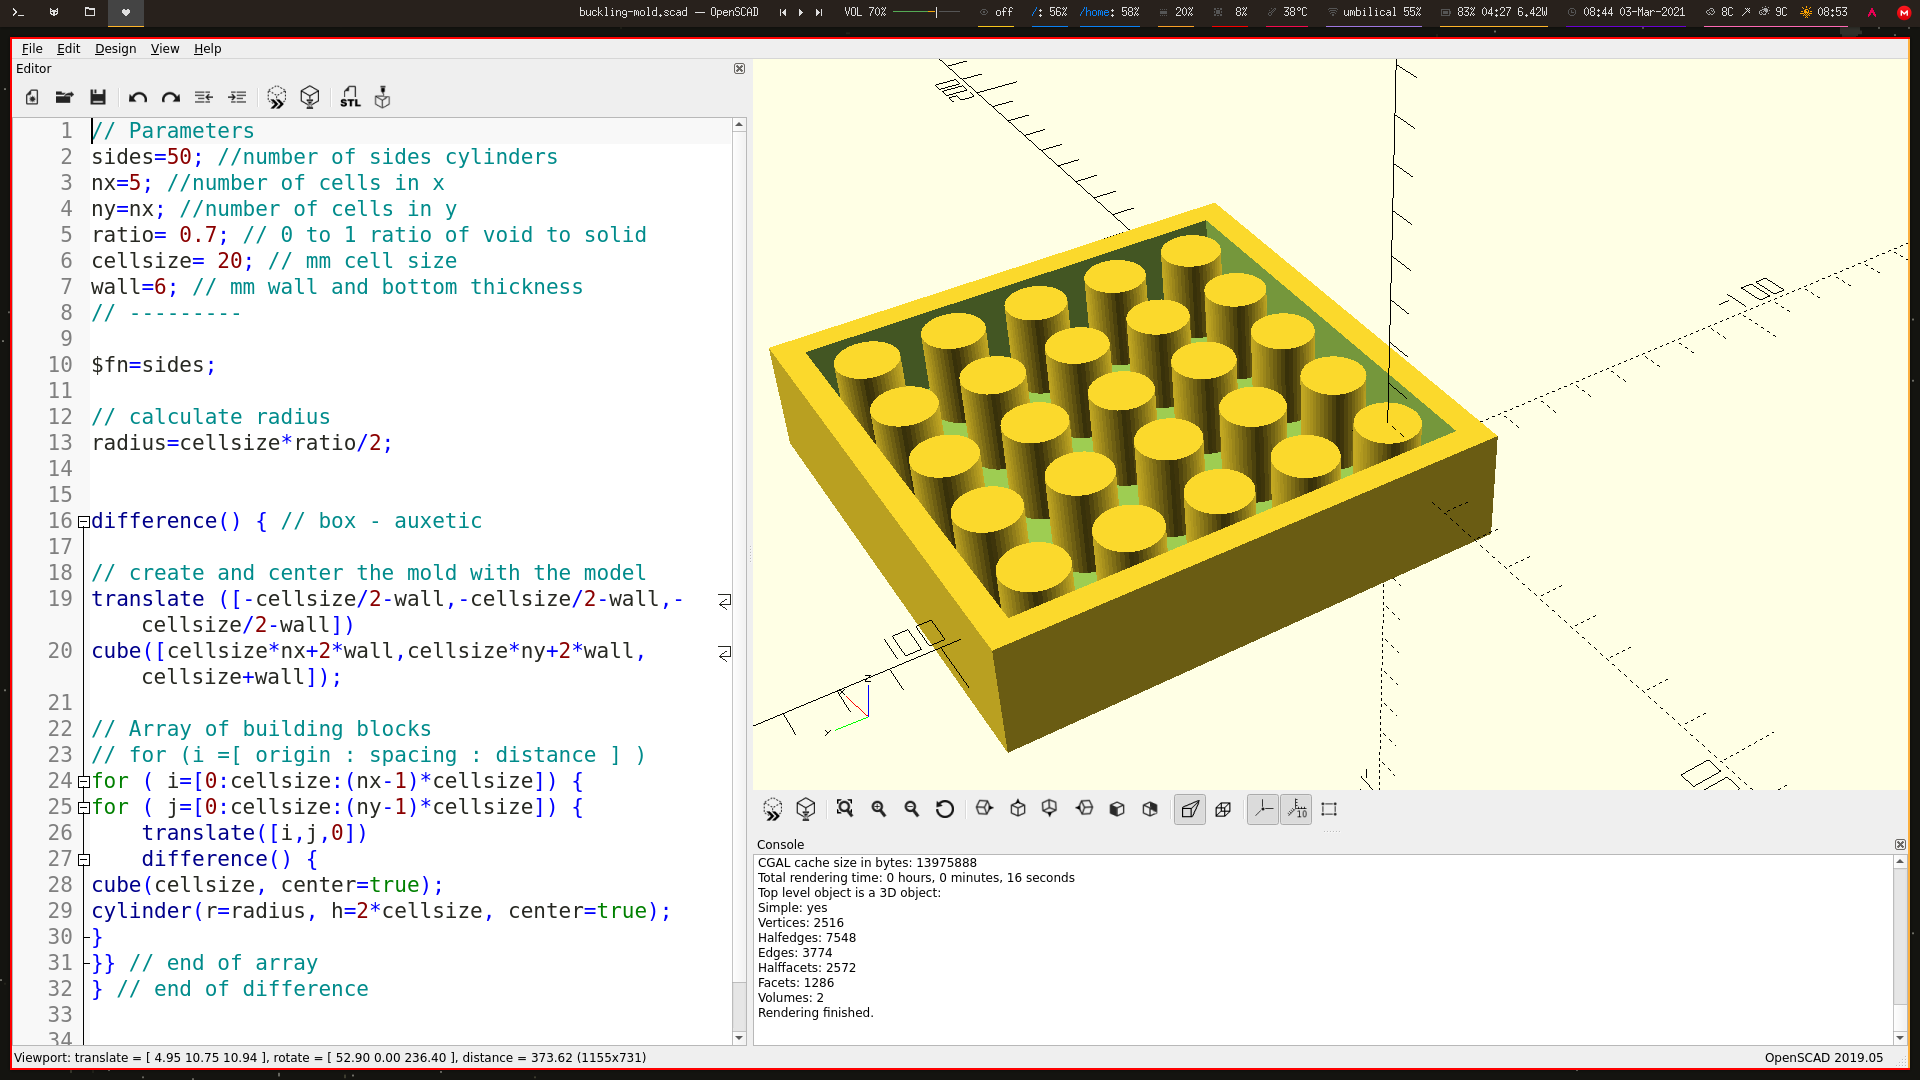 buckling-mold.scad — OpenSCAD
VOL 70%
off
/: 56%
/home: 58%
20%
8%
38°C
umbilical 55%
83% 04:27 6.42W
08:44 03-Mar-2021
8C
9C
08:53
File Edit Design View Help
Editor
STL
1 // Parameters
2 sides=50; //number of sides cylinders
3 nx=5; //number of cells in x
4 ny=nx; //number of cells in y
5 ratio= 0.7; // 0 to 1 ratio of void to solid
6 cellsize= 20; // mm cell size
7 wall=6; // mm wall and bottom thickness
8 // ---------
9
10 $fn=sides;
11
12 // calculate radius
13 radius=cellsize*ratio/2;
14
15
16 difference() { // box - auxetic
17
18 // create and center the mold with the model
19 translate ([-cellsize/2-wall,-cellsize/2-wall,-
cellsize/2-wall])
20 cube([cellsize*nx+2*wall,cellsize*ny+2*wall,
cellsize+wall]);
21
22 // Array of building blocks
23 // for (i =[ origin : spacing : distance ] )
24 for ( i=[0:cellsize:(nx-1)*cellsize]) {
25 for ( j=[0:cellsize:(ny-1)*cellsize]) {
26 translate([i,j,0])
27 difference() {
28 cube(cellsize, center=true);
29 cylinder(r=radius, h=2*cellsize, center=true);
30 }
31 }} // end of array
32 } // end of difference
33
34
100
z
x
y
10
Console
CGAL cache size in bytes: 13975888
Total rendering time: 0 hours, 0 minutes, 16 seconds
Top level object is a 3D object:
Simple: yes
Vertices: 2516
Halfedges: 7548
Edges: 3774
Halffacets: 2572
Facets: 1286
Volumes: 2
Rendering finished.
Viewport: translate = [ 4.95 10.75 10.94 ], rotate = [ 52.90 0.00 236.40 ], distance = 373.62 (1155x731)
OpenSCAD 2019.05